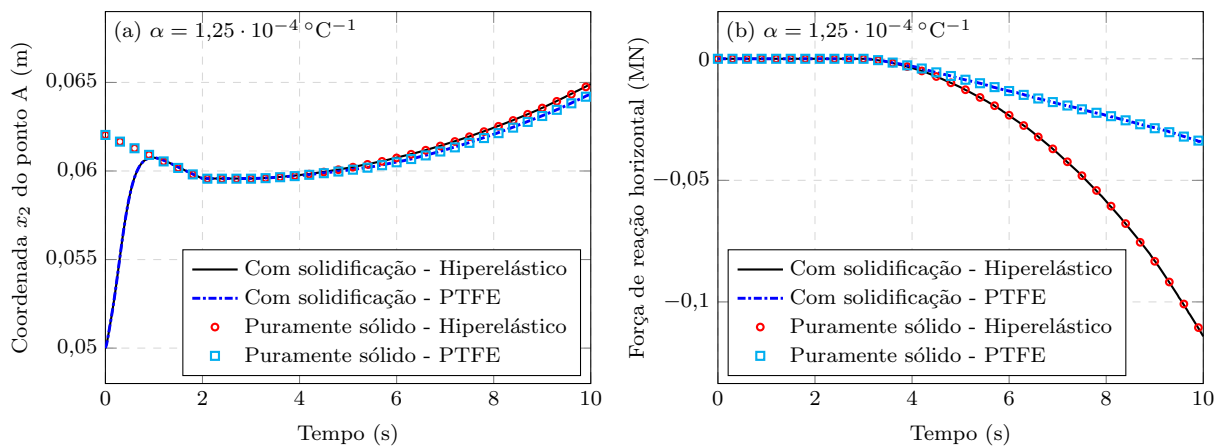 (a) α = 1,25 · 10⁻⁴ °C⁻¹
Coordenada x₂ do ponto A (m)
0,065
0,06
0,055
0,05
Com solidificação - Hiperelástico
Com solidificação - PTFE
Puramente sólido - Hiperelástico
Puramente sólido - PTFE
0 2 4 6 8 10
Tempo (s)
(b) α = 1,25 · 10⁻⁴ °C⁻¹
Força de reação horizontal (MN)
0
−0,05
−0,1
Com solidificação - Hiperelástico
Com solidificação - PTFE
Puramente sólido - Hiperelástico
Puramente sólido - PTFE
0 2 4 6 8 10
Tempo (s)